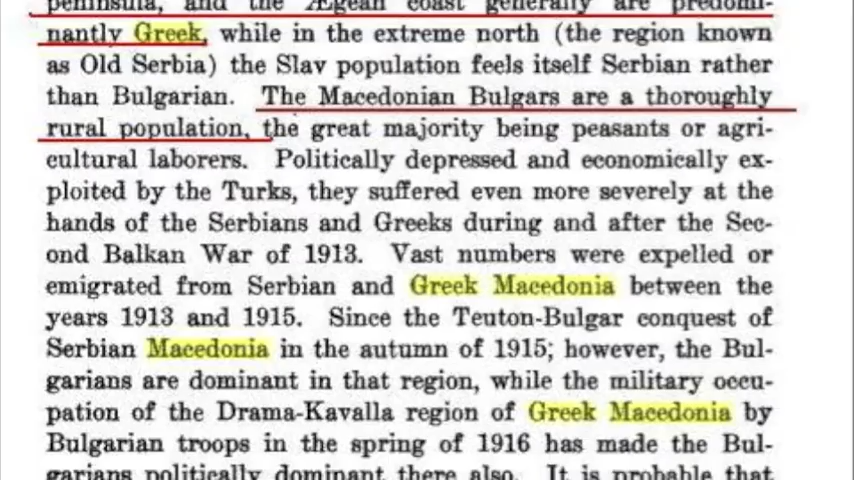 peninsula, and the Ægean coast generally are predomi-
nantly Greek, while in the extreme north (the region known
as Old Serbia) the Slav population feels itself Serbian rather
than Bulgarian. The Macedonian Bulgars are a thoroughly
rural population, the great majority being peasants or agri-
cultural laborers. Politically depressed and economically ex-
ploited by the Turks, they suffered even more severely at the
hands of the Serbians and Greeks during and after the Sec-
ond Balkan War of 1913. Vast numbers were expelled or
emigrated from Serbian and Greek Macedonia between the
years 1913 and 1915. Since the Teuton-Bulgar conquest of
Serbian Macedonia in the autumn of 1915; however, the Bul-
garians are dominant in that region, while the military occu-
pation of the Drama-Kavalla region of Greek Macedonia by
Bulgarian troops in the spring of 1916 has made the Bul-
garians politically dominant there also. It is probable that